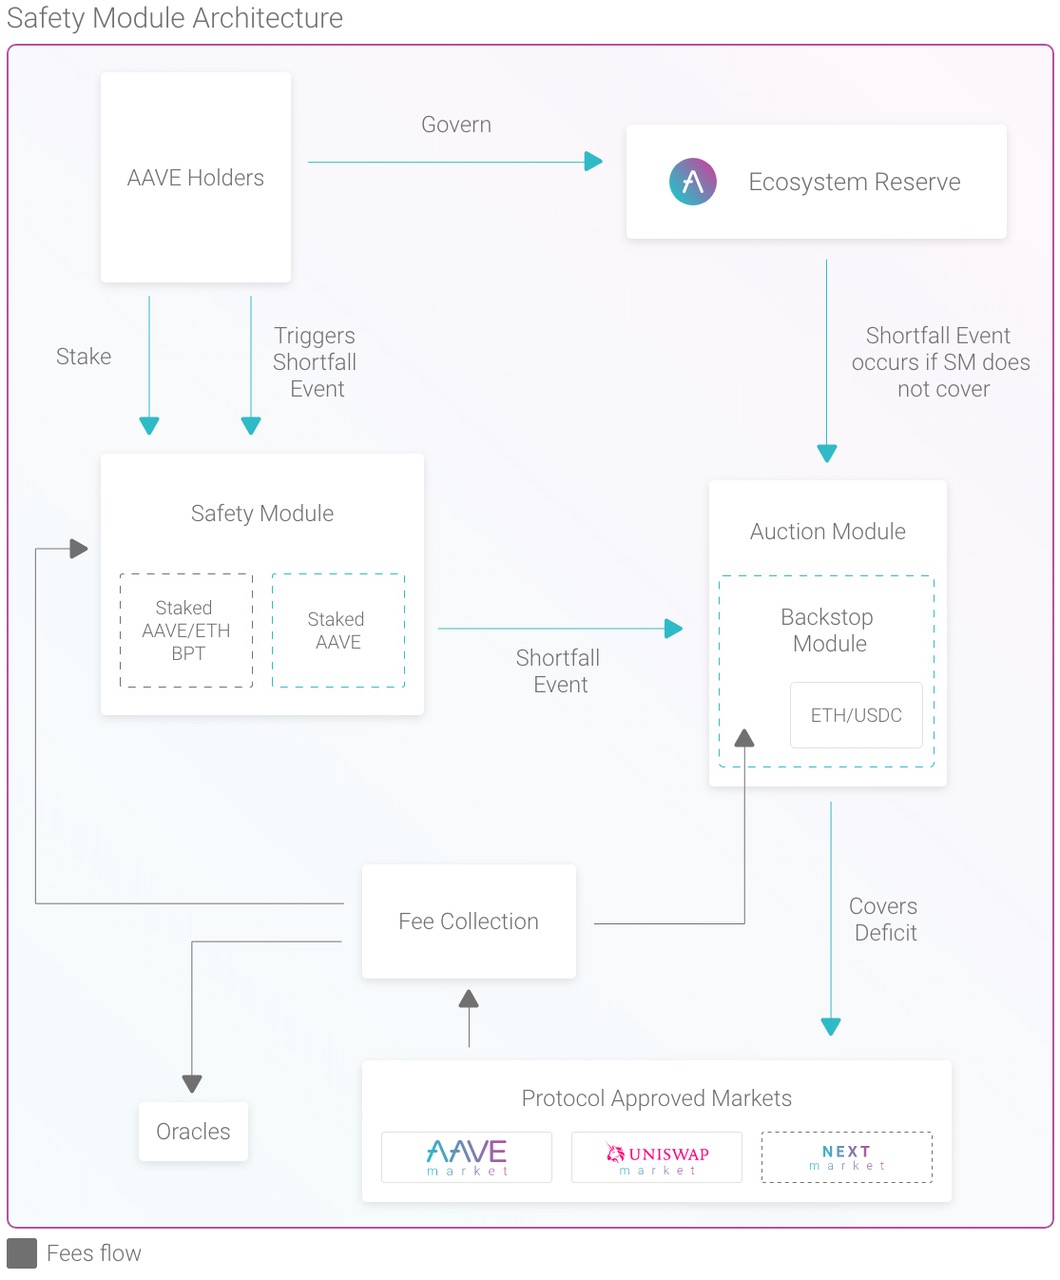 Safety Module Architecture
Govern
AAVE Holders
Ecosystem Reserve
Stake
Triggers
Shortfall
Event
Shortfall Event
occurs if SM does
not cover
Safety Module
Staked
AAVE/ETH
BPT
Staked
AAVE
Shortfall
Event
Auction Module
Backstop
Module
ETH/USDC
Fee Collection
Covers
Deficit
Oracles
Protocol Approved Markets
AAVE
market
UNISWAP
market
NEXT
market
Fees flow